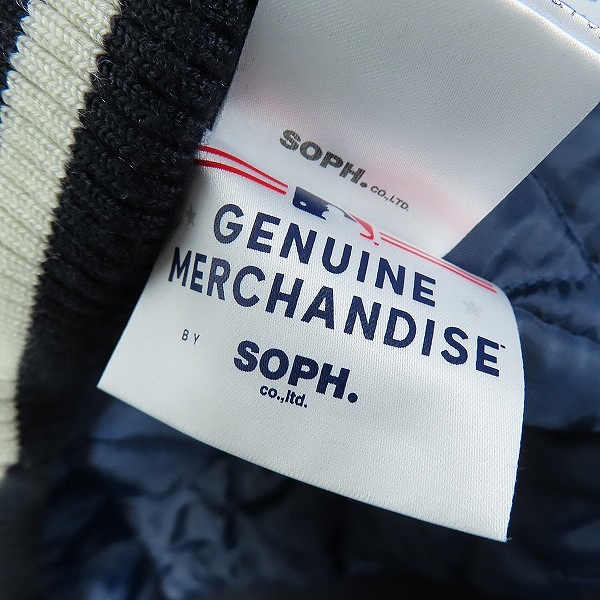 SOPH.CO.,LTD.
GENUINE
MERCHANDISE™
BY
SOPH.
co.,ltd.